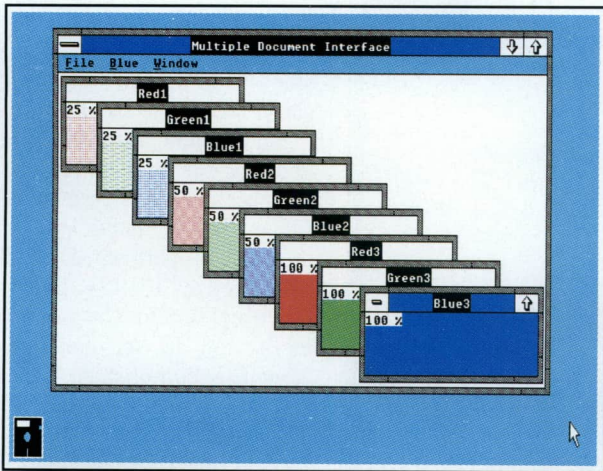 Multiple Document Interface
File Blue Window
Red1
25 %
Green1
25 %
Blue1
25 %
Red2
50 %
Green2
50 %
Blue2
50 %
Red3
100 %
Green3
100 %
Blue3
100 %